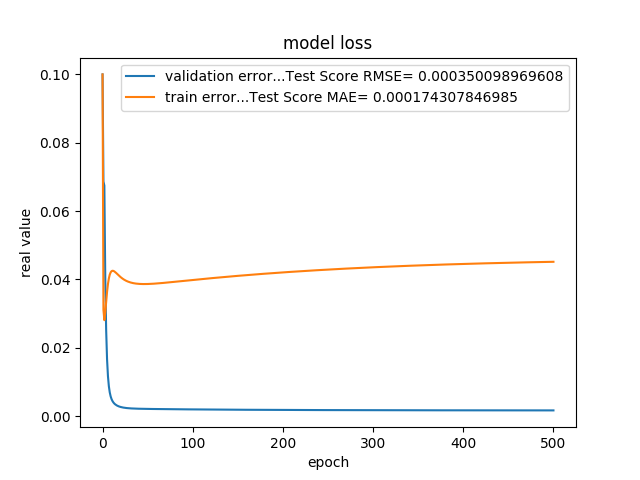 model loss
validation error...Test Score RMSE= 0.000350098969608
train error...Test Score MAE= 0.000174307846985
real value
0.10
0.08
0.06
0.04
0.02
0.00
0 100 200 300 400 500
epoch